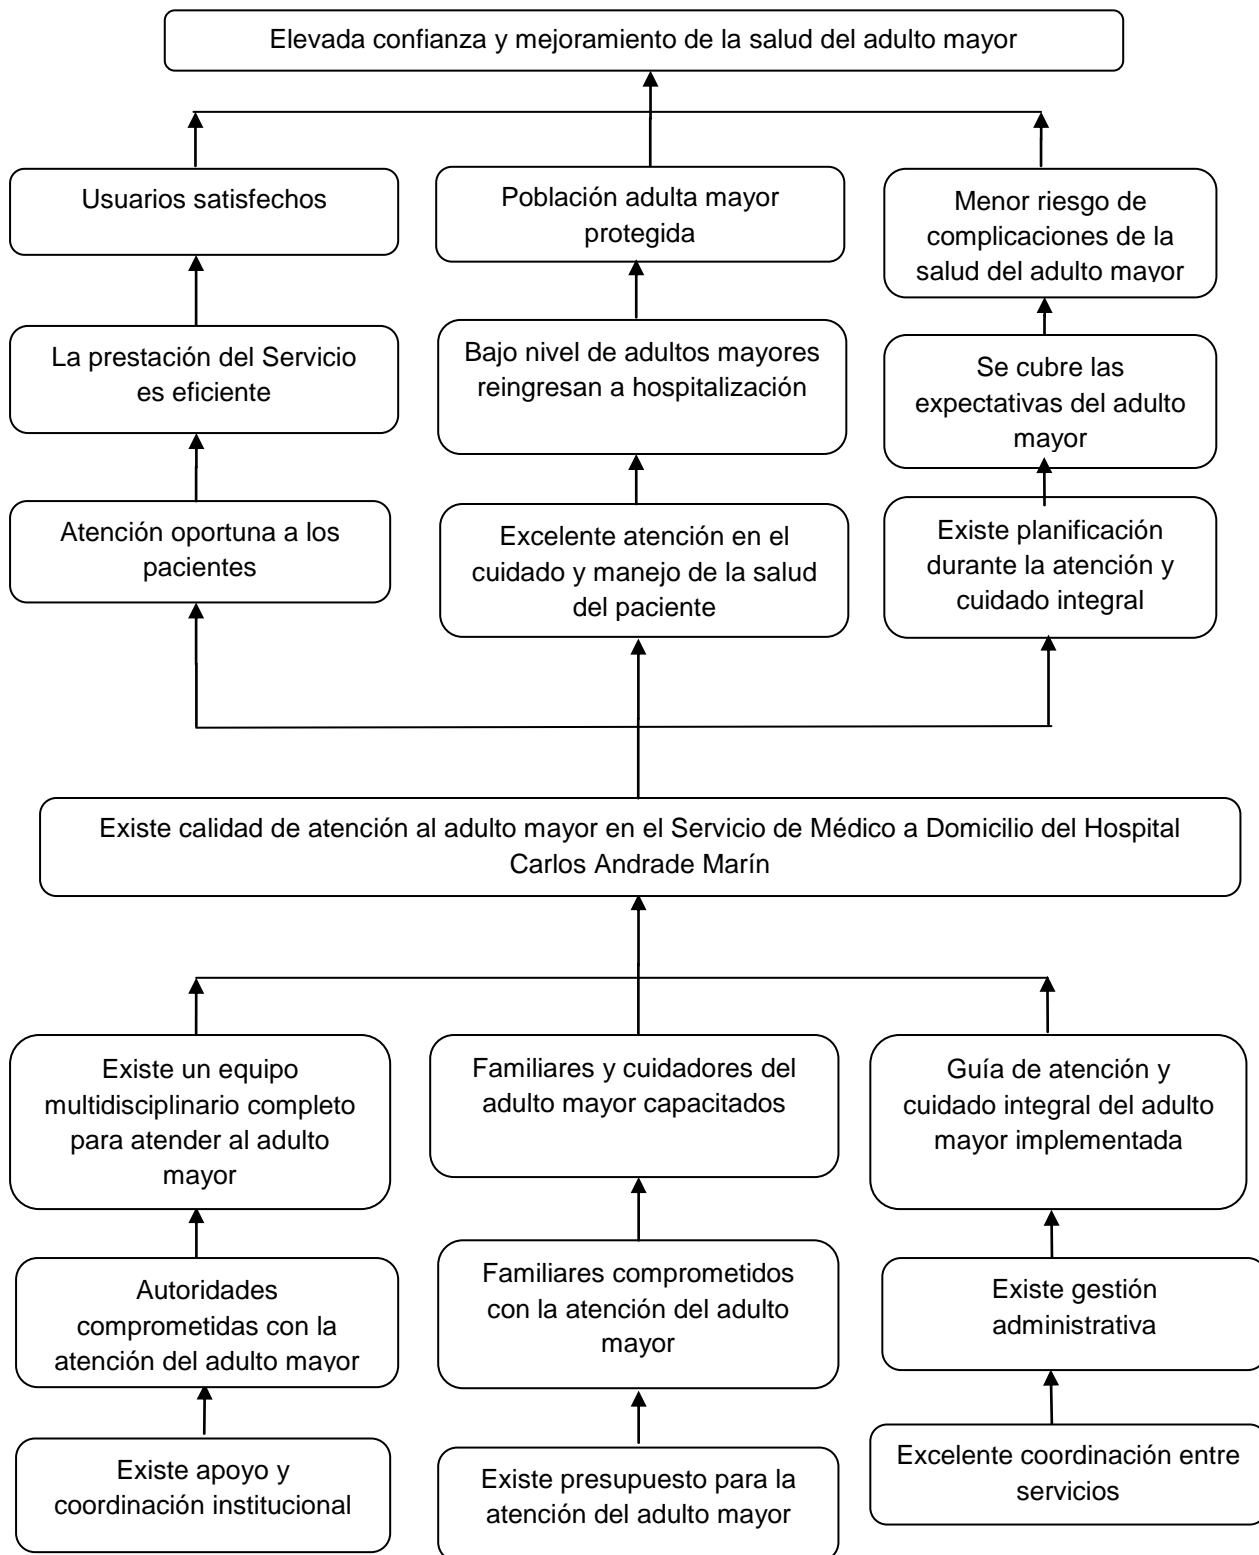 Elevada confianza y mejoramiento de la salud del adulto mayor
Usuarios satisfechos
Población adulta mayor
protegida
Menor riesgo de
complicaciones de la
salud del adulto mayor
La prestación del Servicio
es eficiente
Bajo nivel de adultos mayores
reingresan a hospitalización
Se cubre las
expectativas del adulto
mayor
Atención oportuna a los
pacientes
Excelente atención en el
cuidado y manejo de la salud
del paciente
Existe planificación
durante la atención y
cuidado integral
Existe calidad de atención al adulto mayor en el Servicio de Médico a Domicilio del Hospital
Carlos Andrade Marín
Existe un equipo
multidisciplinario completo
para atender al adulto
mayor
Familiares y cuidadores del
adulto mayor capacitados
Guía de atención y
cuidado integral del adulto
mayor implementada
Autoridades
comprometidas con la
atención del adulto mayor
Familiares comprometidos
con la atención del adulto
mayor
Existe gestión
administrativa
Existe apoyo y
coordinación institucional
Existe presupuesto para la
atención del adulto mayor
Excelente coordinación entre
servicios